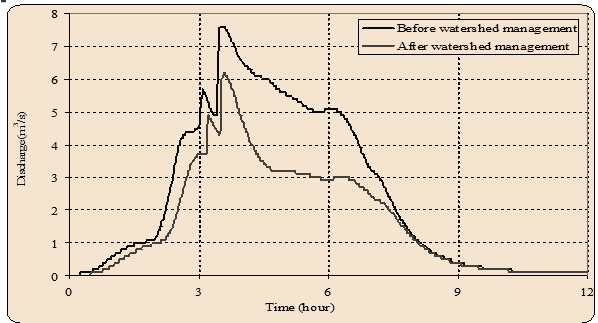 8
7
6
5
4
3
2
1
0
Discharge(m³/s)
Before watershed management
After watershed management
0 3 6 9 12
Time (hour)